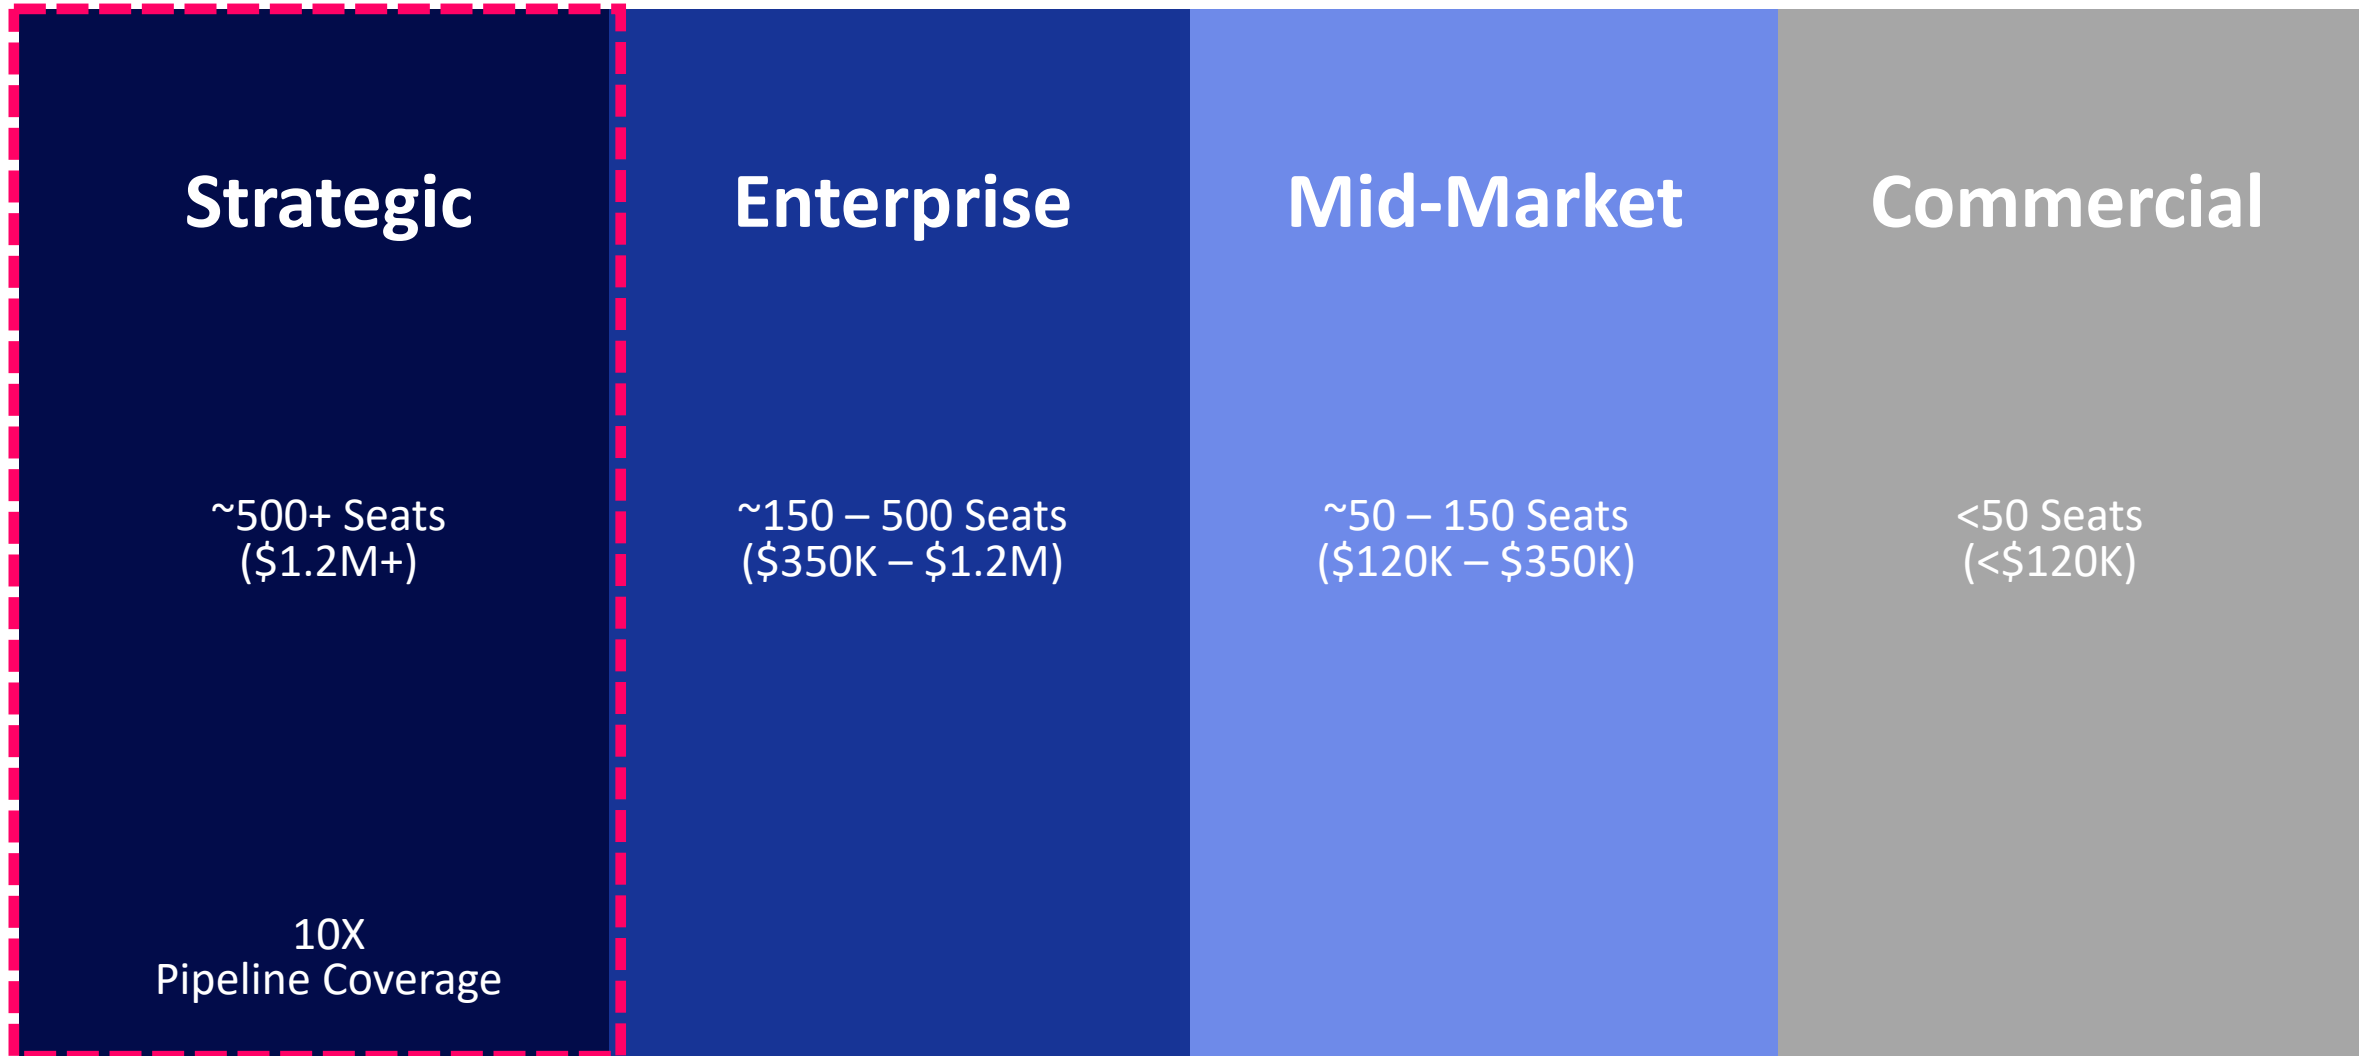 Strategic
Enterprise
Mid-Market
Commercial
~500+ Seats
($1.2M+)
~150 – 500 Seats
($350K – $1.2M)
~50 – 150 Seats
($120K – $350K)
<50 Seats
(<$120K)
10X
Pipeline Coverage